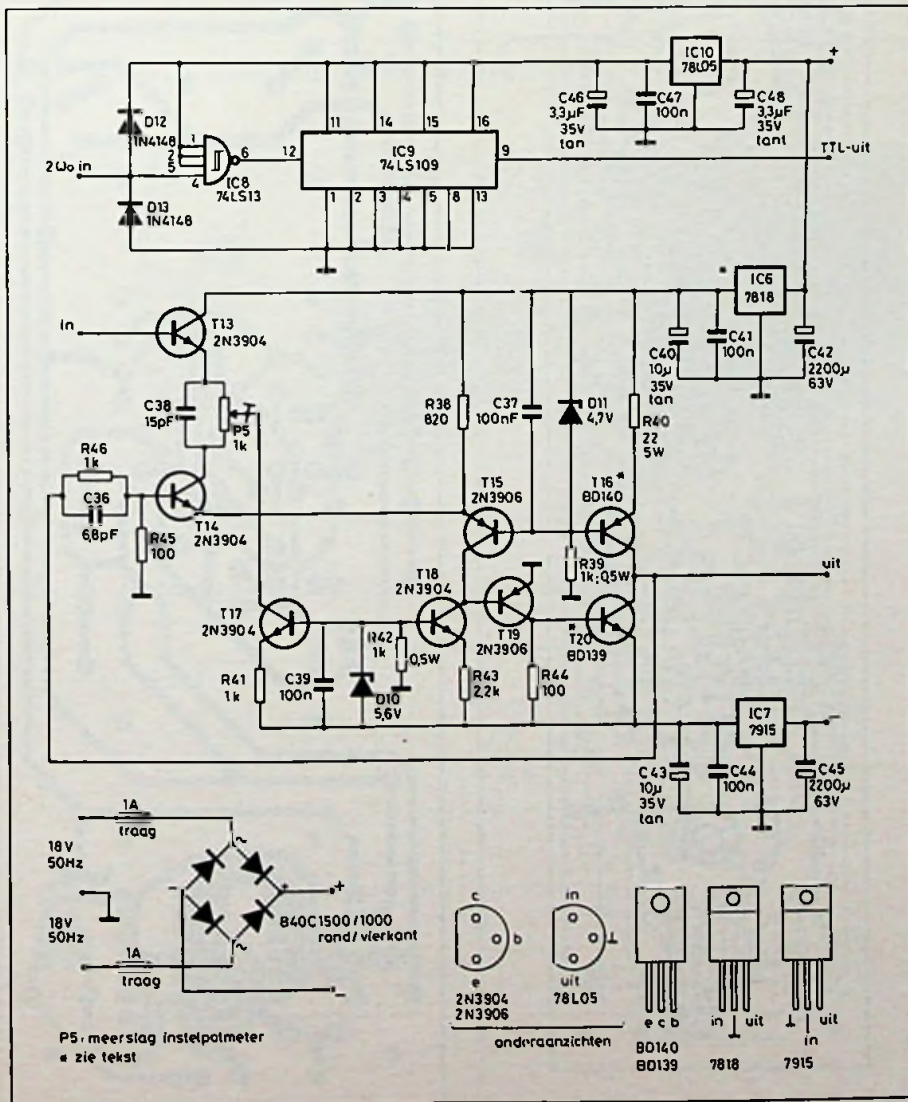 IC10
78L05
+
C46
3,3µF
35V
tan
C47
100n
C48
3,3µF
35V
tant
D12
1N4148
1
2
5
4
6
IC8
74LS13
2ω₀ in
D13
1N4148
11
14
15
16
12
IC9
74LS109
9
1
2
3
4
5
8
13
TTL-uit
*
IC6
7818
In
T13
2N3904
C38
15pF
P5
1k
R38
820
C37
100nF
D11
4,7V
R40
22
5W
C40
10µ
35V
tan
C41
100n
C42
2200µ
63V
R46
1k
C36
6,8pF
R45
100
T14
2N3904
T15
2N3906
T16*
BD140
R39
1k;0,5W
uit
T17
2N3904
T18
2N3904
T19
2N3906
*T20
BD139
R42
1k
0,5W
R41
1k
C39
100n
D10
5,6V
R43
2,2k
R44
100
IC7
7915
–
C43
10µ
35V
tan
C44
100n
C45
2200µ
63V
1A
traag
18V
50Hz
18V
50Hz
1A
traag
~
–
+
~
B40C1500/1000
rond/vierkant
+
–
c
b
e
2N3904
2N3906
in
⊥
uit
78L05
onderaanzichten
e c b
BD140
BD139
in ⊥ uit
7818
⊥ in uit
7915
P5: meerslag instelpotmeter
* zie tekst